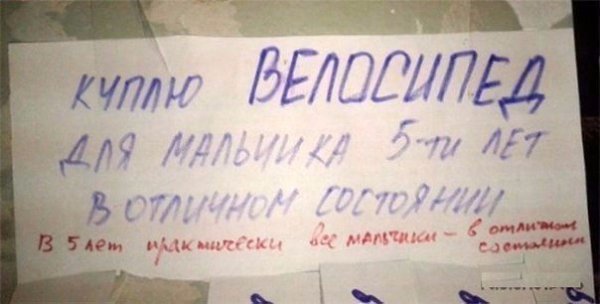 КУПЛЮ ВЕЛОСИПЕД
ДЛЯ МАЛЬЧИКА 5-ТИ ЛЕТ
В ОТЛИЧНОМ СОСТОЯНИИ
В 5 лет практически все мальчики – в отличном
состоянии